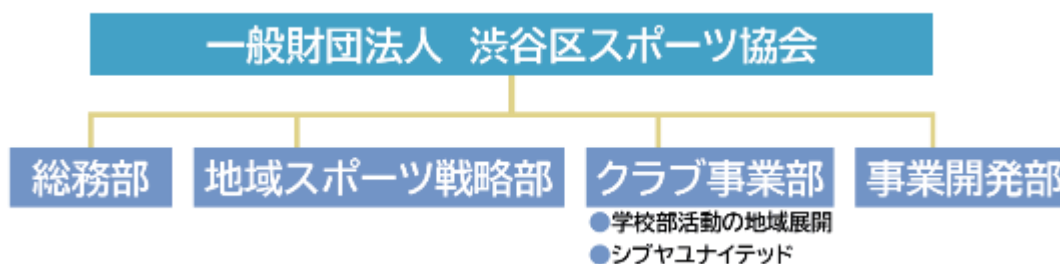 一般財団法人 渋谷区スポーツ協会
総務部 地域スポーツ戦略部 クラブ事業部 事業開発部
●学校部活動の地域展開
●シブヤユナイテッド